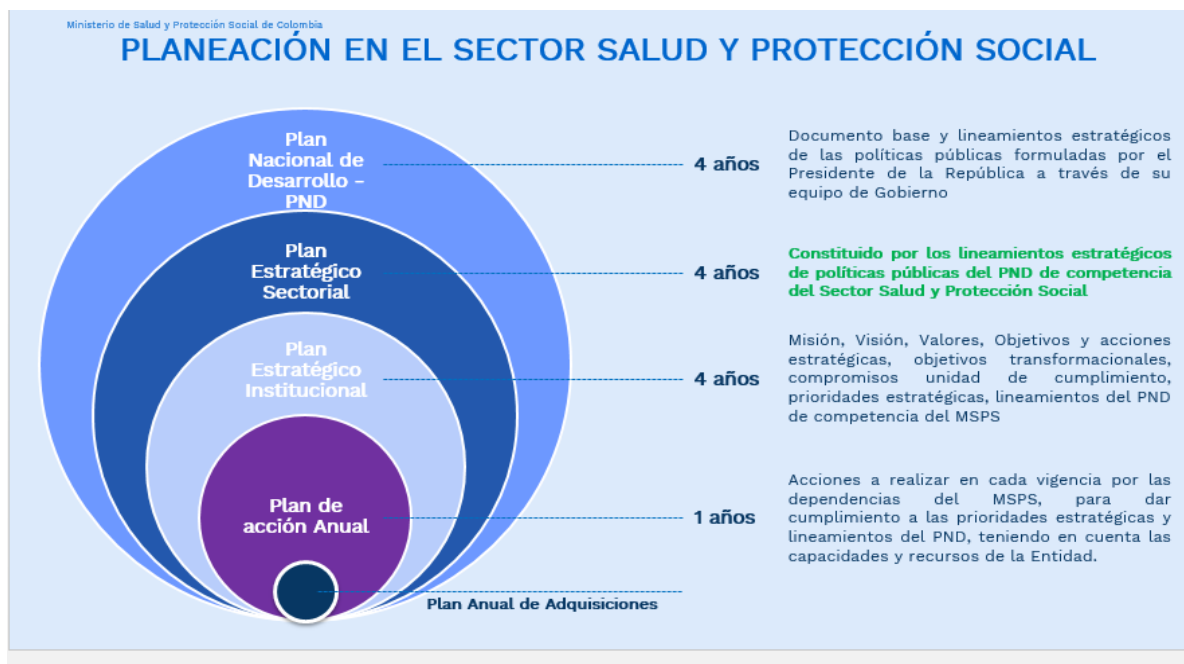 Ministerio de Salud y Protección Social de Colombia
PLANEACIÓN EN EL SECTOR SALUD Y PROTECCIÓN SOCIAL
Plan
Nacional de
Desarrollo –
PND
4 años
Documento base y lineamientos estratégicos
de las políticas públicas formuladas por el
Presidente de la República a través de su
equipo de Gobierno
Plan
Estratégico
Sectorial
4 años
Constituido por los lineamientos estratégicos
de políticas públicas del PND de competencia
del Sector Salud y Protección Social
Plan
Estratégico
Institucional
4 años
Misión, Visión, Valores, Objetivos y acciones
estratégicas, objetivos transformacionales,
compromisos unidad de cumplimiento,
prioridades estratégicas, lineamientos del PND
de competencia del MSPS
Plan de
acción Anual
1 años
Acciones a realizar en cada vigencia por las
dependencias del MSPS, para dar
cumplimiento a las prioridades estratégicas y
lineamientos del PND, teniendo en cuenta las
capacidades y recursos de la Entidad.
Plan Anual de Adquisiciones